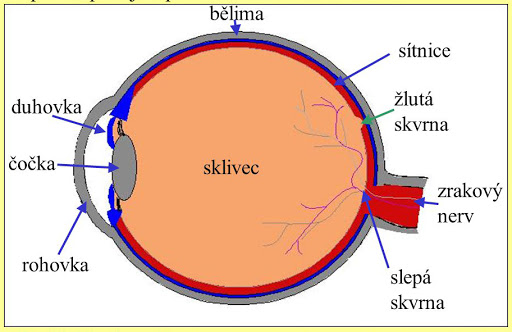 bělima
sítnice
duhovka
žlutá
skvrna
čočka
sklivec
zrakový
nerv
rohovka
slepá
skvrna